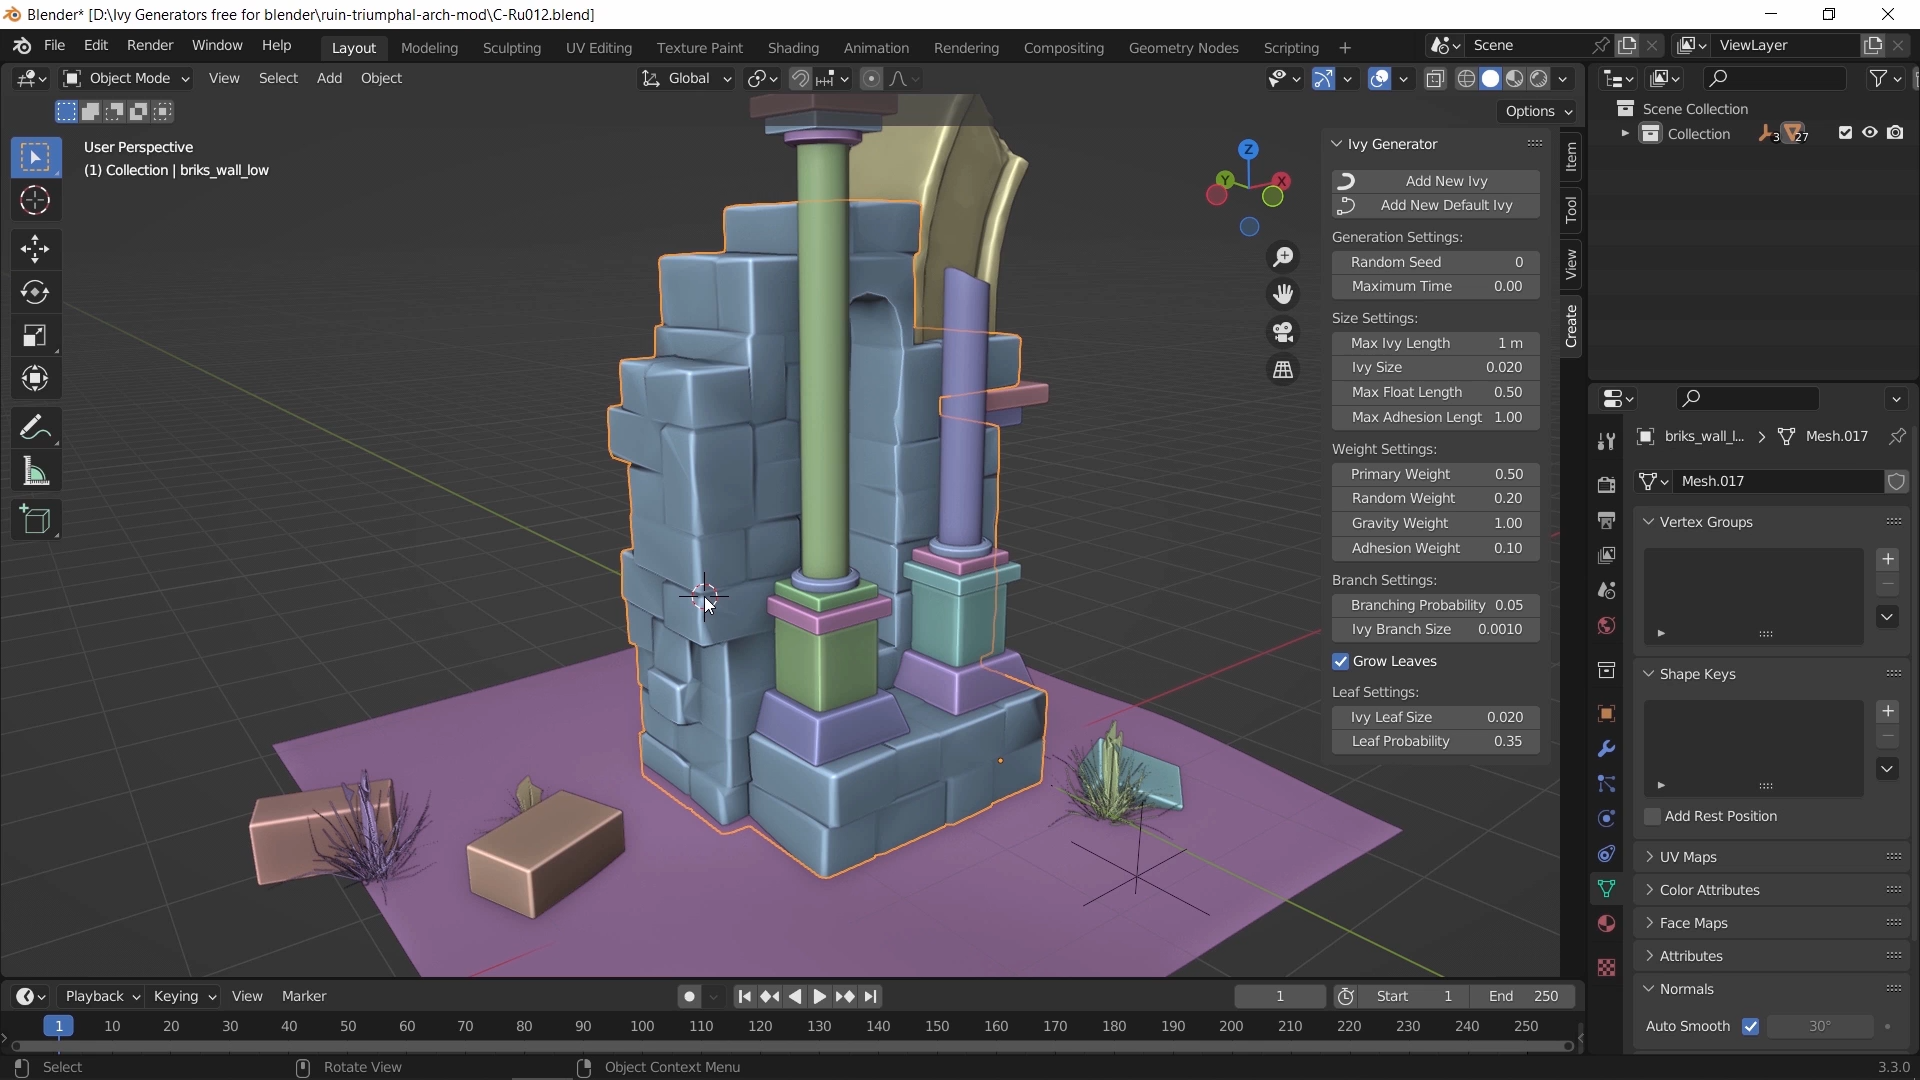 Blender* [D:\Ivy Generators free for blender\ruin-triumphal-arch-mod\C-Ru012.blend]
File Edit Render Window Help Layout Modeling Sculpting UV Editing Texture Paint Shading Animation Rendering Compositing Geometry Nodes Scripting + Scene ViewLayer
Object Mode View Select Add Object Global
Options
User Perspective
(1) Collection | briks_wall_low
Z
Y
X
Ivy Generator
Add New Ivy
Add New Default Ivy
Generation Settings:
Random Seed 0
Maximum Time 0.00
Size Settings:
Max Ivy Length 1 m
Ivy Size 0.020
Max Float Length 0.50
Max Adhesion Lengt 1.00
Weight Settings:
Primary Weight 0.50
Random Weight 0.20
Gravity Weight 1.00
Adhesion Weight 0.10
Branch Settings:
Branching Probability 0.05
Ivy Branch Size 0.0010
Grow Leaves
Leaf Settings:
Ivy Leaf Size 0.020
Leaf Probability 0.35
Item
Tool
View
Create
Scene Collection
Collection 3 27
briks_wall_l... Mesh.017
Mesh.017
Vertex Groups
Shape Keys
Add Rest Position
UV Maps
Color Attributes
Face Maps
Attributes
Normals
Auto Smooth 30°
Playback Keying View Marker 1 Start 1 End 250
1 10 20 30 40 50 60 70 80 90 100 110 120 130 140 150 160 170 180 190 200 210 220 230 240 250
Select Rotate View Object Context Menu 3.3.0